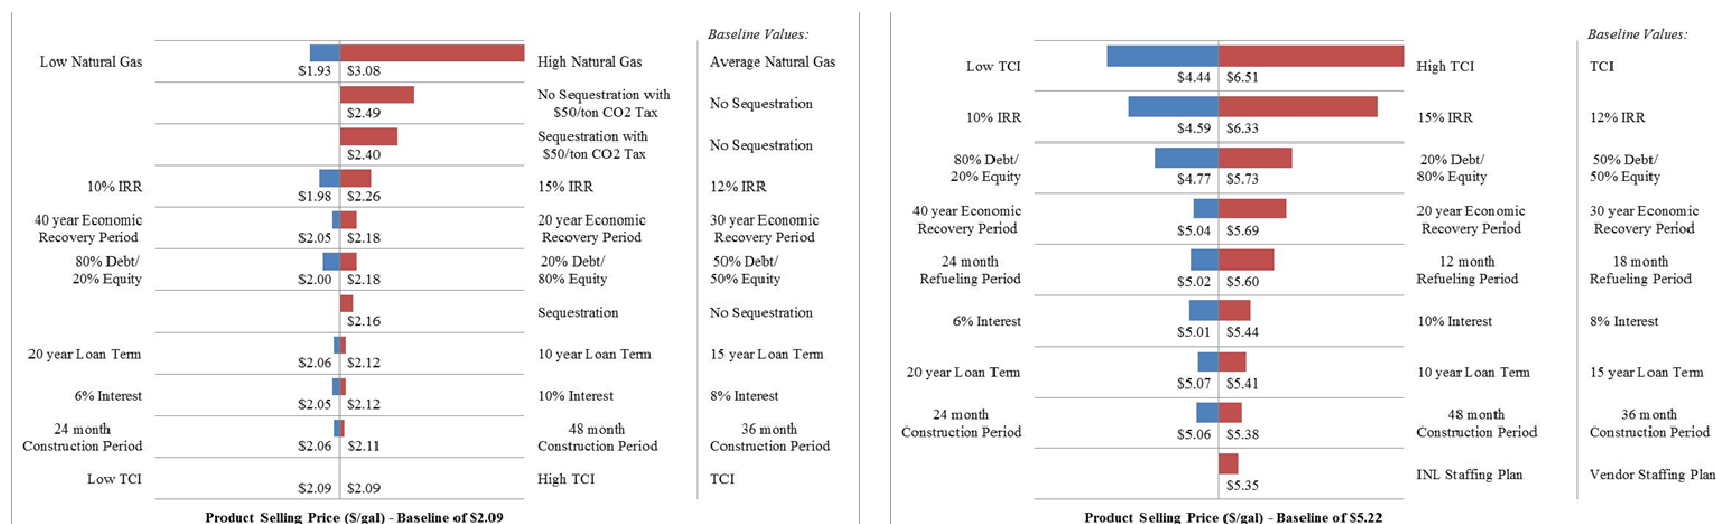 Baseline Values:
Low Natural Gas
$1.93 $3.08
High Natural Gas
Average Natural Gas
$2.49
No Sequestration with
$50/ton CO2 Tax
No Sequestration
$2.40
Sequestration with
$50/ton CO2 Tax
No Sequestration
10% IRR
$1.98 $2.26
15% IRR
12% IRR
40 year Economic
Recovery Period
$2.05 $2.18
20 year Economic
Recovery Period
30 year Economic
Recovery Period
80% Debt/
20% Equity
$2.00 $2.18
20% Debt/
80% Equity
50% Debt/
50% Equity
$2.16
Sequestration
No Sequestration
20 year Loan Term
$2.06 $2.12
10 year Loan Term
15 year Loan Term
6% Interest
$2.05 $2.12
10% Interest
8% Interest
24 month
Construction Period
$2.06 $2.11
48 month
Construction Period
36 month
Construction Period
Low TCI
$2.09 $2.09
High TCI
TCI
Product Selling Price ($/gal) - Baseline of $2.09
Baseline Values:
Low TCI
$4.44 $6.51
High TCI
TCI
10% IRR
$4.59 $6.33
15% IRR
12% IRR
80% Debt/
20% Equity
$4.77 $5.73
20% Debt/
80% Equity
50% Debt/
50% Equity
40 year Economic
Recovery Period
$5.04 $5.69
20 year Economic
Recovery Period
30 year Economic
Recovery Period
24 month
Refueling Period
$5.02 $5.60
12 month
Refueling Period
18 month
Refueling Period
6% Interest
$5.01 $5.44
10% Interest
8% Interest
20 year Loan Term
$5.07 $5.41
10 year Loan Term
15 year Loan Term
24 month
Construction Period
$5.06 $5.38
48 month
Construction Period
36 month
Construction Period
$5.35
INL Staffing Plan
Vendor Staffing Plan
Product Selling Price ($/gal) - Baseline of $5.22